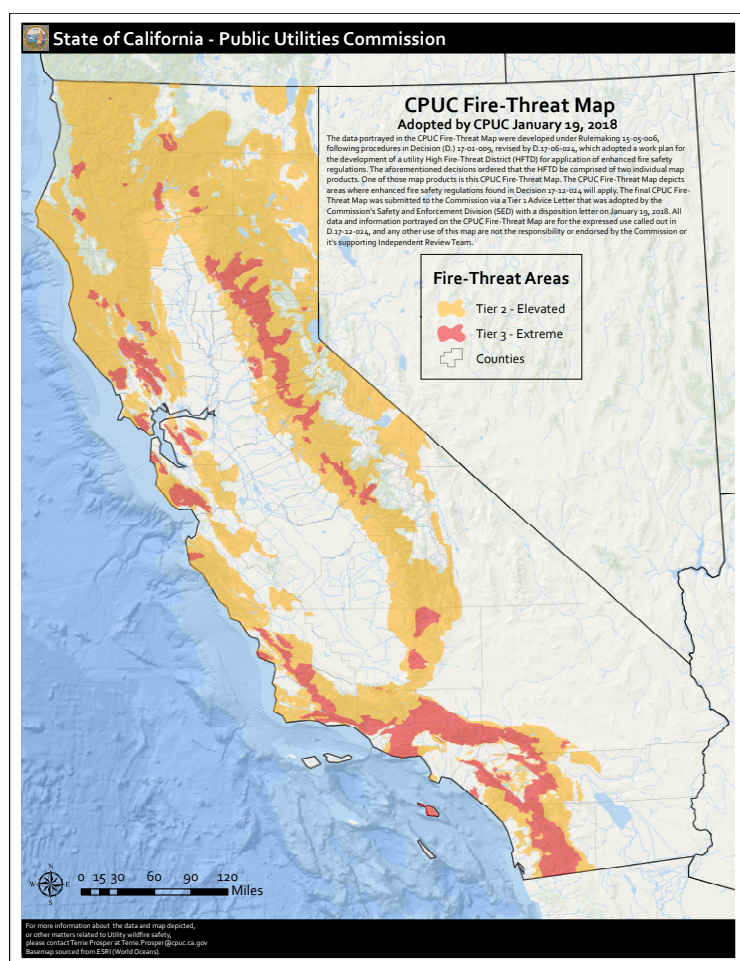 State of California - Public Utilities Commission
CPUC Fire-Threat Map
Adopted by CPUC January 19, 2018
The data portrayed in the CPUC Fire-Threat Map were developed under Rulemaking 15-05-006,
following procedures in Decision (D.) 17-01-009, revised by D.17-06-024, which adopted a work plan for
the development of a utility High Fire-Threat District (HFTD) for application of enhanced fire safety
regulations. The aforementioned decisions ordered that the HFTD be comprised of two individual map
products. One of those map products is this CPUC Fire-Threat Map. The CPUC Fire-Threat Map depicts
areas where enhanced fire safety regulations found in Decision 17-12-024 will apply. The final CPUC Fire-
Threat Map was submitted to the Commission via a Tier 1 Advice Letter that was adopted by the
Commission's Safety and Enforcement Division (SED) with a disposition letter on January 19, 2018. All
data and information portrayed on the CPUC Fire-Threat Map are for the expressed use called out in
D.17-12-024, and any other use of this map are not the responsibility or endorsed by the Commission or
it's supporting Independent Review Team.
Fire-Threat Areas
Tier 2 - Elevated
Tier 3 - Extreme
Counties
N
W E
S
0 15 30 60 90 120
Miles
For more information about the data and map depicted,
or other matters related to Utility wildfire safety,
please contact Terrie Prosper at Terrie.Prosper@cpuc.ca.gov
Basemap sourced from ESRI (World Oceans).